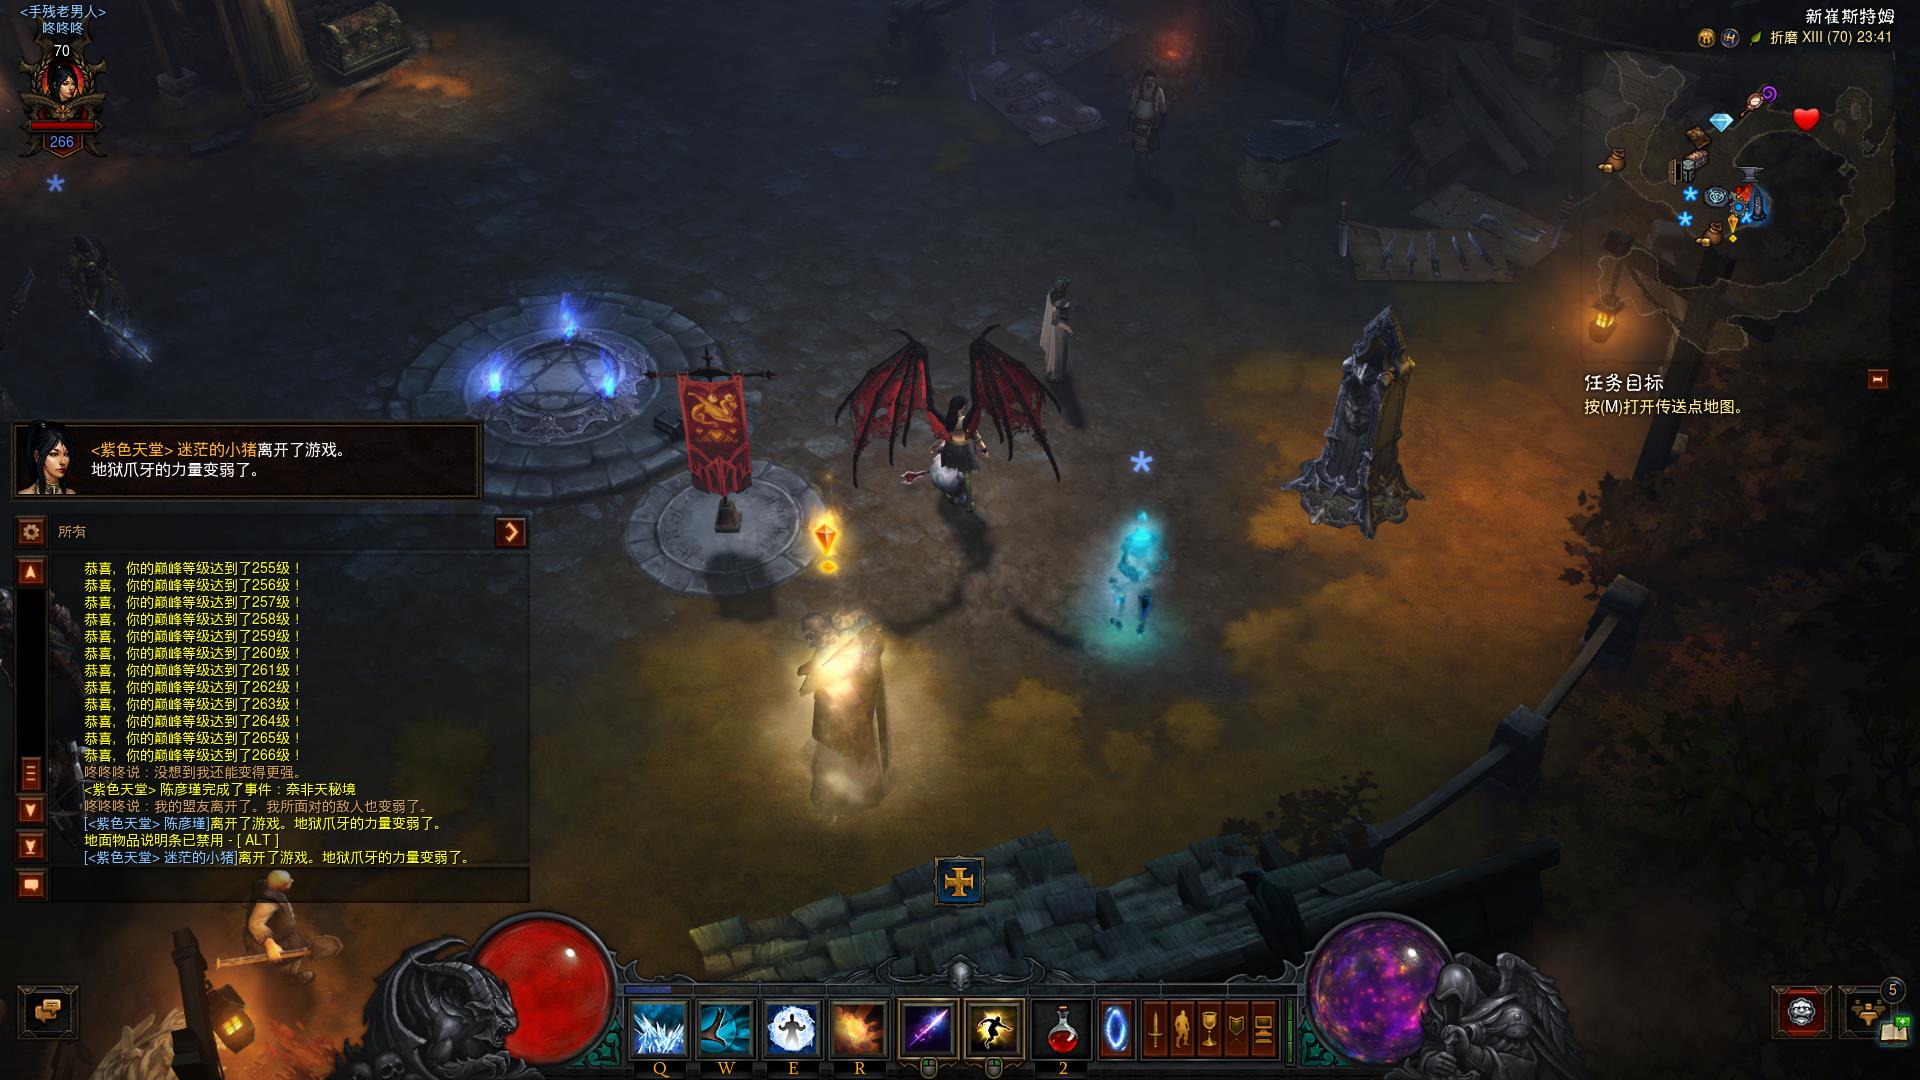 <手残老男人>
咚咚咚
70
266
新崔斯特姆
折磨 XIII (70) 23:41
任务目标
按(M)打开传送点地图。
<紫色天堂> 迷茫的小猪离开了游戏。
地狱爪牙的力量变弱了。
所有
恭喜，你的巅峰等级达到了255级！
恭喜，你的巅峰等级达到了256级！
恭喜，你的巅峰等级达到了257级！
恭喜，你的巅峰等级达到了258级！
恭喜，你的巅峰等级达到了259级！
恭喜，你的巅峰等级达到了260级！
恭喜，你的巅峰等级达到了261级！
恭喜，你的巅峰等级达到了262级！
恭喜，你的巅峰等级达到了263级！
恭喜，你的巅峰等级达到了264级！
恭喜，你的巅峰等级达到了265级！
恭喜，你的巅峰等级达到了266级！
咚咚咚说：没想到我还能变得更强。
<紫色天堂> 陈彦瑾完成了事件：奈非天秘境
咚咚咚说：我的盟友离开了。我所面对的敌人也变弱了。
[<紫色天堂> 陈彦瑾]离开了游戏。地狱爪牙的力量变弱了。
地面物品说明条已禁用 - [ ALT ]
[<紫色天堂> 迷茫的小猪]离开了游戏。地狱爪牙的力量变弱了。
Q
W
E
R
2
5